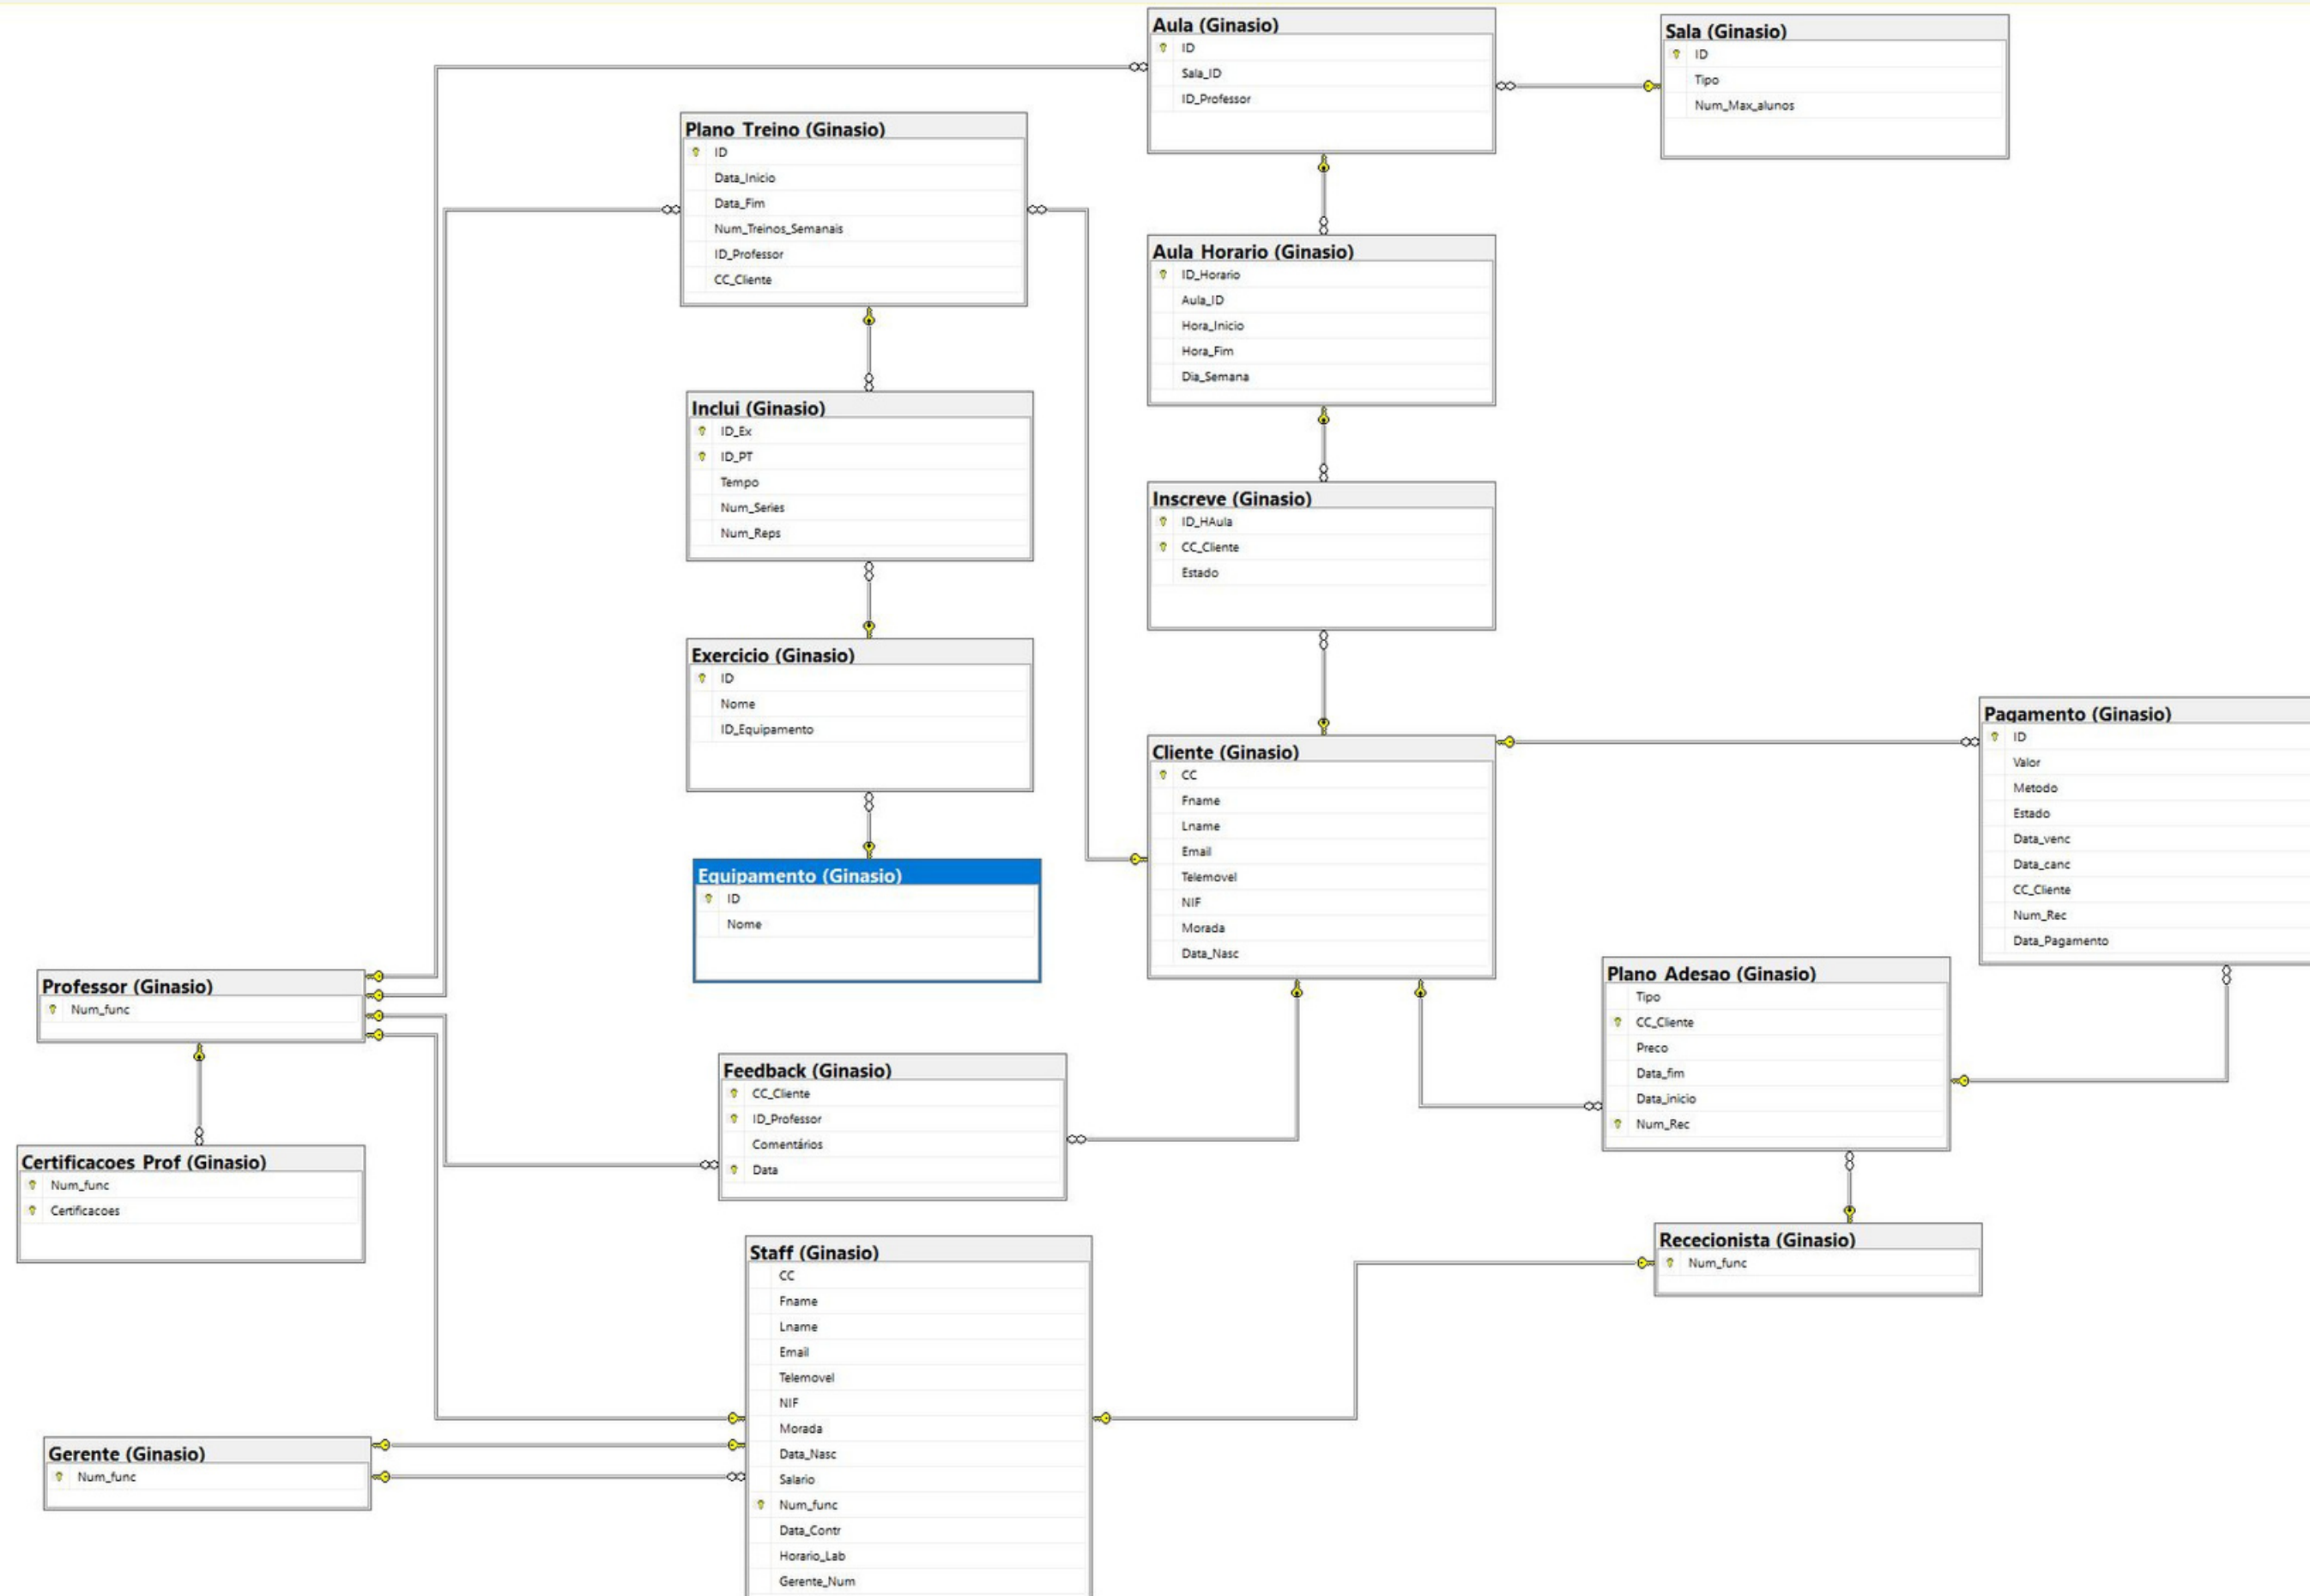 Aula (Ginasio)
ID
Sala_ID
ID_Professor
Sala (Ginasio)
ID
Tipo
Num_Max_alunos
Plano_Treino (Ginasio)
ID
Data_Inicio
Data_Fim
Num_Treinos_Semanais
ID_Professor
CC_Cliente
Aula_Horario (Ginasio)
ID_Horario
Aula_ID
Hora_Inicio
Hora_Fim
Dia_Semana
Inclui (Ginasio)
ID_Ex
ID_PT
Tempo
Num_Series
Num_Reps
Inscreve (Ginasio)
ID_HAula
CC_Cliente
Estado
Exercicio (Ginasio)
ID
Nome
ID_Equipamento
Cliente (Ginasio)
CC
Fname
Lname
Email
Telemovel
NIF
Morada
Data_Nasc
Pagamento (Ginasio)
ID
Valor
Metodo
Estado
Data_venc
Data_canc
CC_Cliente
Num_Rec
Data_Pagamento
Equipamento (Ginasio)
ID
Nome
Professor (Ginasio)
Num_func
Plano_Adesao (Ginasio)
Tipo
CC_Cliente
Preco
Data_fim
Data_inicio
Num_Rec
Feedback (Ginasio)
CC_Cliente
ID_Professor
Comentários
Data
Certificacoes_Prof (Ginasio)
Num_func
Certificacoes
Rececionista (Ginasio)
Num_func
Staff (Ginasio)
CC
Fname
Lname
Email
Telemovel
NIF
Morada
Data_Nasc
Salario
Num_func
Data_Contr
Horario_Lab
Gerente_Num
Gerente (Ginasio)
Num_func